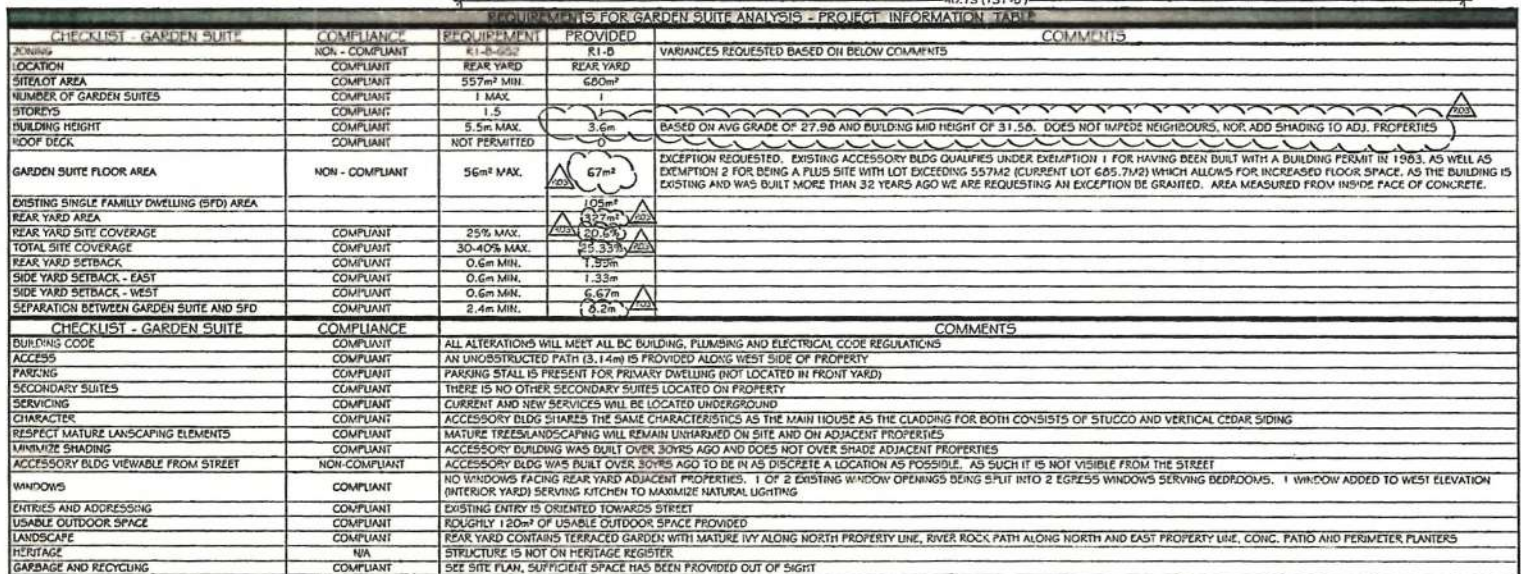 40.13 (131'-8)
REQUIREMENTS FOR GARDEN SUITE ANALYSIS - PROJECT INFORMATION TABLE
CHECKLIST - GARDEN SUITE COMPLIANCE REQUIREMENT PROVIDED COMMENTS
ZONING NON - COMPLIANT R1-B-GS2 R1-B VARIANCES REQUESTED BASED ON BELOW COMMENTS
LOCATION COMPLIANT REAR YARD REAR YARD
SITE/LOT AREA COMPLIANT 557m² MIN. 680m²
NUMBER OF GARDEN SUITES COMPLIANT 1 MAX. 1
STOREYS COMPLIANT 1.5 1
BUILDING HEIGHT COMPLIANT 5.5m MAX. 3.6m BASED ON AVG GRADE OF 27.98 AND BUILDING MID HEIGHT OF 31.58. DOES NOT IMPEDE NEIGHBOURS, NOR ADD SHADING TO ADJ. PROPERTIES
ROOF DECK COMPLIANT NOT PERMITTED 0
GARDEN SUITE FLOOR AREA NON - COMPLIANT 56m² MAX. 67m² EXCEPTION REQUESTED. EXISTING ACCESSORY BLDG QUALIFIES UNDER EXEMPTION 1 FOR HAVING BEEN BUILT WITH A BUILDING PERMIT IN 1983, AS WELL AS
EXEMPTION 2 FOR BEING A PLUS SITE WITH LOT EXCEEDING 557M2 (CURRENT LOT 685.7M2) WHICH ALLOWS FOR INCREASED FLOOR SPACE. AS THE BUILDING IS
EXISTING AND WAS BUILT MORE THAN 32 YEARS AGO WE ARE REQUESTING AN EXCEPTION BE GRANTED. AREA MEASURED FROM INSIDE FACE OF CONCRETE.
EXISTING SINGLE FAMILLY DWELLING (SFD) AREA 105m²
REAR YARD AREA 327m²
REAR YARD SITE COVERAGE COMPLIANT 25% MAX. 20.6%
TOTAL SITE COVERAGE COMPLIANT 30-40% MAX. 25.33%
REAR YARD SETBACK COMPLIANT 0.6m MIN.
SIDE YARD SETBACK - EAST COMPLIANT 0.6m MIN. 1.33m
SIDE YARD SETBACK - WEST COMPLIANT 0.6m MIN. 6.67m
SEPARATION BETWEEN GARDEN SUITE AND SFD COMPLIANT 2.4m MIN. 8.2m
CHECKLIST - GARDEN SUITE COMPLIANCE COMMENTS
BUILDING CODE COMPLIANT ALL ALTERATIONS WILL MEET ALL BC BUILDING, PLUMBING AND ELECTRICAL CODE REGULATIONS
ACCESS COMPLIANT AN UNOBSTRUCTED PATH (3.14m) IS PROVIDED ALONG WEST SIDE OF PROPERTY
PARKING COMPLIANT PARKING STALL IS PRESENT FOR PRIMARY DWELLING (NOT LOCATED IN FRONT YARD)
SECONDARY SUITES COMPLIANT THERE IS NO OTHER SECONDARY SUITES LOCATED ON PROPERTY
SERVICING COMPLIANT CURRENT AND NEW SERVICES WILL BE LOCATED UNDERGROUND
CHARACTER COMPLIANT ACCESSORY BLDG SHARES THE SAME CHARACTERISTICS AS THE MAIN HOUSE AS THE CLADDING FOR BOTH CONSISTS OF STUCCO AND VERTICAL CEDAR SIDING
RESPECT MATURE LANSCAPING ELEMENTS COMPLIANT MATURE TREES/LANDSCAPING WILL REMAIN UNHARMED ON SITE AND ON ADJACENT PROPERTIES
MINIMIZE SHADING COMPLIANT ACCESSORY BUILDING WAS BUILT OVER 30YRS AGO AND DOES NOT OVER SHADE ADJACENT PROPERTIES
ACCESSORY BLDG VIEWABLE FROM STREET NON-COMPLIANT ACCESSORY BLDG WAS BUILT OVER 30YRS AGO TO BE IN AS DISCRETE A LOCATION AS POSSIBLE. AS SUCH IT IS NOT VISIBLE FROM THE STREET
WINDOWS COMPLIANT NO WINDOWS FACING REAR YARD ADJACENT PROPERTIES. 1 OF 2 EXISTING WINDOW OPENINGS BEING SPLIT INTO 2 EGRESS WINDOWS SERVING BEDROOMS. 1 WINDOW ADDED TO WEST ELEVATION
(INTERIOR YARD) SERVING KITCHEN TO MAXIMIZE NATURAL LIGHTING
ENTRIES AND ADDRESSING COMPLIANT EXISTING ENTRY IS ORIENTED TOWARDS STREET
USABLE OUTDOOR SPACE COMPLIANT ROUGHLY 120m² OF USABLE OUTDOOR SPACE PROVIDED
LANDSCAPE COMPLIANT REAR YARD CONTAINS TERRACED GARDEN WITH MATURE IVY ALONG NORTH PROPERTY LINE, RIVER ROCK PATH ALONG NORTH AND EAST PROPERTY LINE, CONC. PATIO AND PERIMETER PLANTERS
HERITAGE N/A STRUCTURE IS NOT ON HERITAGE REGISTER
GARBAGE AND RECYCLING COMPLIANT SEE SITE PLAN, SUFFICIENT SPACE HAS BEEN PROVIDED OUT OF SIGHT